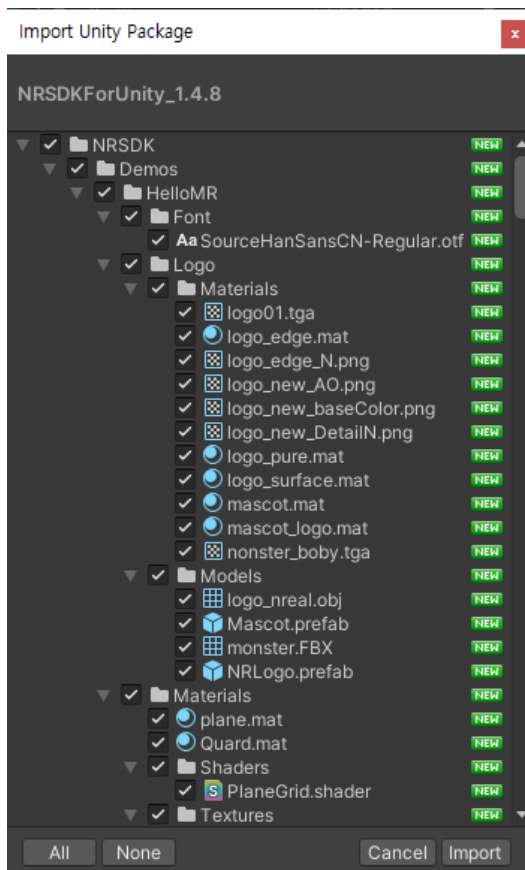 Import Unity Package
x
NRSDKForUnity_1.4.8
NRSDK NEW
Demos NEW
HelloMR NEW
Font NEW
Aa SourceHanSansCN-Regular.otf NEW
Logo NEW
Materials NEW
logo01.tga NEW
logo_edge.mat NEW
logo_edge_N.png NEW
logo_new_AO.png NEW
logo_new_baseColor.png NEW
logo_new_DetailN.png NEW
logo_pure.mat NEW
logo_surface.mat NEW
mascot.mat NEW
mascot_logo.mat NEW
nonster_boby.tga NEW
Models NEW
logo_nreal.obj NEW
Mascot.prefab NEW
monster.FBX NEW
NRLogo.prefab NEW
Materials NEW
plane.mat NEW
Quard.mat NEW
Shaders NEW
S PlaneGrid.shader NEW
Textures NEW
All None Cancel Import